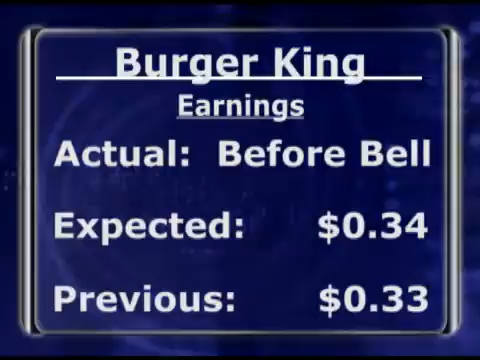 Burger King
Earnings
Actual: Before Bell
Expected: $0.34
Previous: $0.33